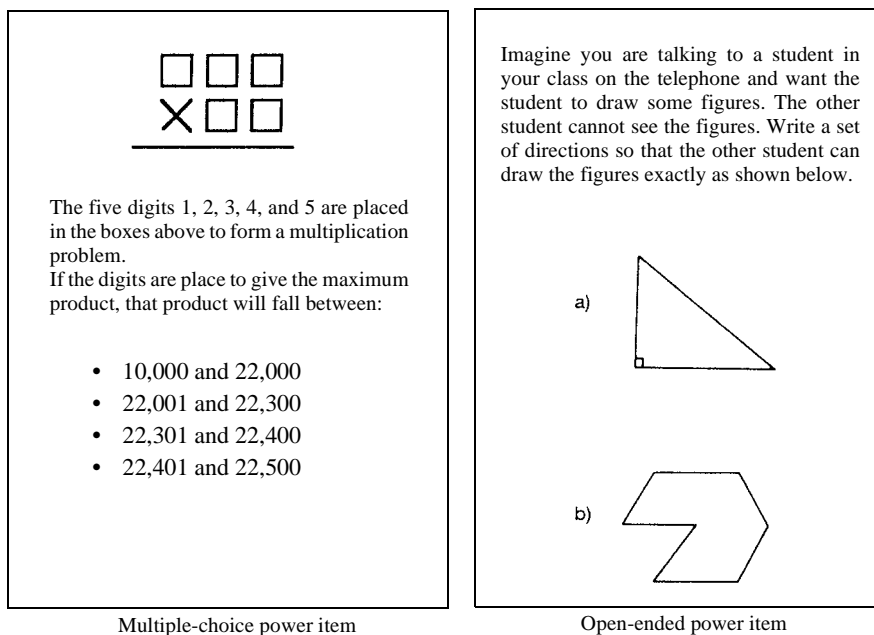 The five digits 1, 2, 3, 4, and 5 are placed
in the boxes above to form a multiplication
problem.
If the digits are place to give the maximum
product, that product will fall between:
• 10,000 and 22,000
• 22,001 and 22,300
• 22,301 and 22,400
• 22,401 and 22,500
Multiple-choice power item
Imagine you are talking to a student in
your class on the telephone and want the
student to draw some figures. The other
student cannot see the figures. Write a set
of directions so that the other student can
draw the figures exactly as shown below.
a)
b)
Open-ended power item